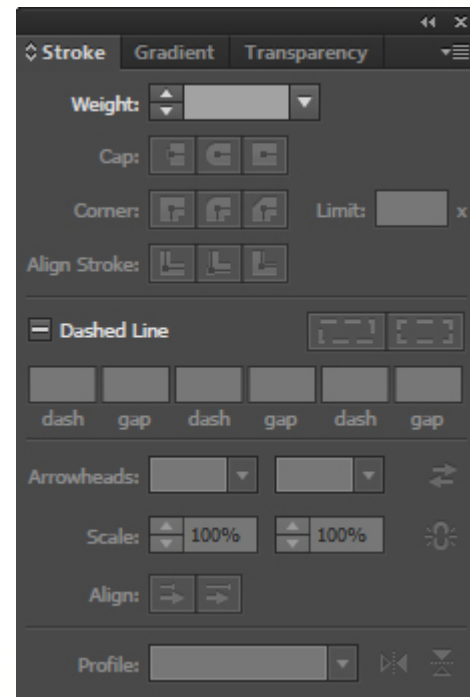 Stroke Gradient Transparency
Weight:
Cap:
Corner: Limit: x
Align Stroke:
Dashed Line
dash gap dash gap dash gap
Arrowheads:
Scale: 100% 100%
Align:
Profile: